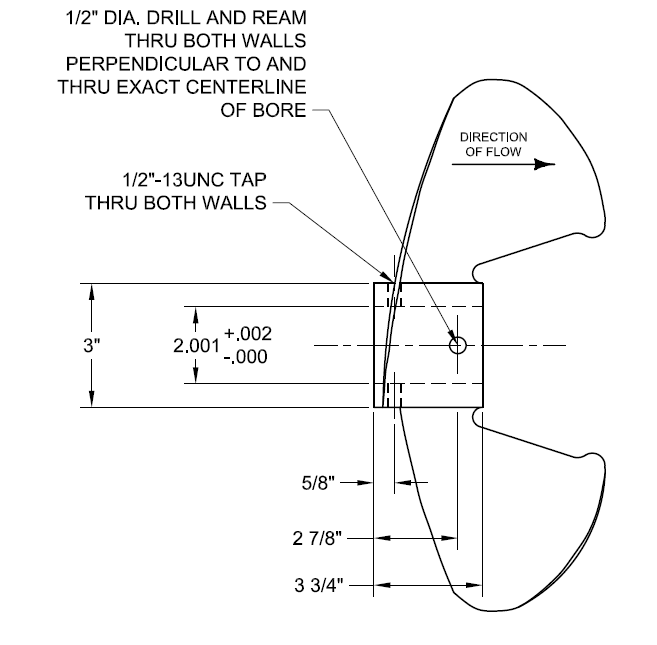 1/2" DIA. DRILL AND REAM
THRU BOTH WALLS
PERPENDICULAR TO AND
THRU EXACT CENTERLINE
OF BORE
DIRECTION
OF FLOW
1/2"-13UNC TAP
THRU BOTH WALLS
3"
2.001 +.002
-.000
5/8"
2 7/8"
3 3/4"